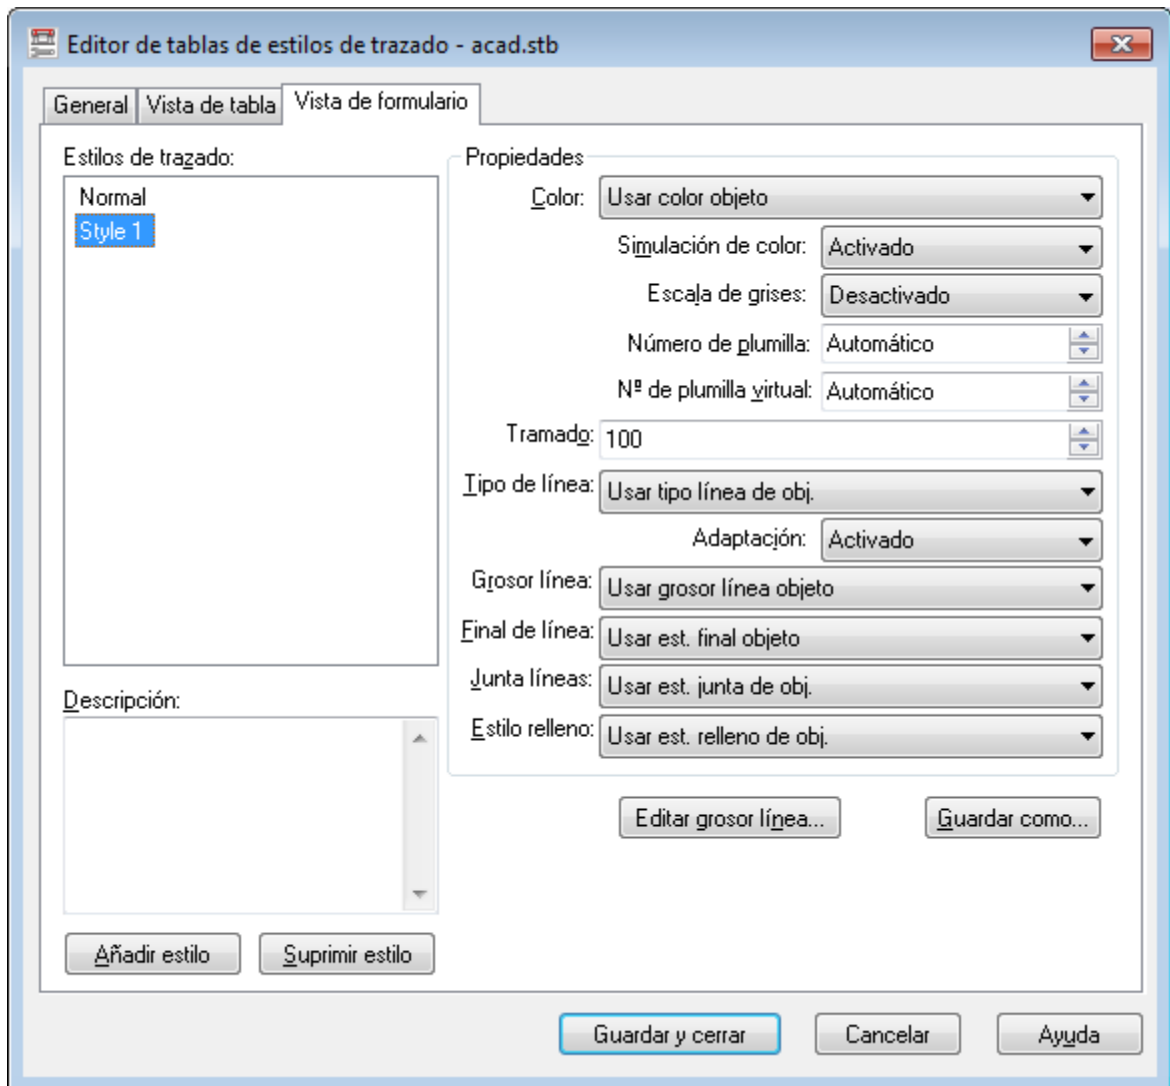 Editor de tablas de estilos de trazado - acad.stb
General Vista de tabla Vista de formulario
Estilos de trazado:
Normal
Style 1
Descripción:
Añadir estilo Suprimir estilo
Propiedades
Color: Usar color objeto
Simulación de color: Activado
Escala de grises: Desactivado
Número de plumilla: Automático
Nº de plumilla virtual: Automático
Tramado: 100
Tipo de línea: Usar tipo línea de obj.
Adaptación: Activado
Grosor línea: Usar grosor línea objeto
Final de línea: Usar est. final objeto
Junta líneas: Usar est. junta de obj.
Estilo relleno: Usar est. relleno de obj.
Editar grosor línea... Guardar como...
Guardar y cerrar Cancelar Ayuda